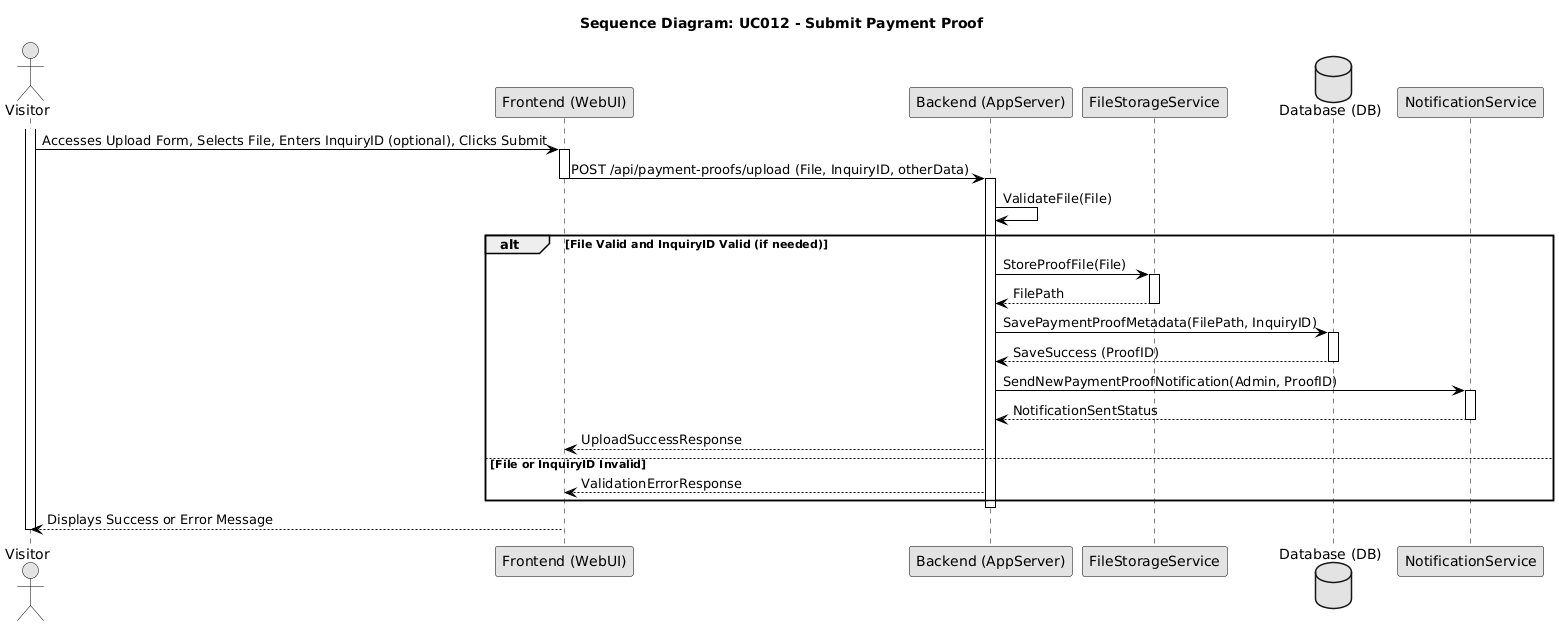 Sequence Diagram: UC012 - Submit Payment Proof
Visitor
Frontend (WebUI)
Backend (AppServer)
FileStorageService
Database (DB)
NotificationService
Accesses Upload Form, Selects File, Enters InquiryID (optional), Clicks Submit
POST /api/payment-proofs/upload (File, InquiryID, otherData)
ValidateFile(File)
alt
[File Valid and InquiryID Valid (if needed)]
StoreProofFile(File)
FilePath
SavePaymentProofMetadata(FilePath, InquiryID)
SaveSuccess (ProofID)
SendNewPaymentProofNotification(Admin, ProofID)
NotificationSentStatus
UploadSuccessResponse
[File or InquiryID Invalid]
ValidationErrorResponse
Displays Success or Error Message
Visitor
Frontend (WebUI)
Backend (AppServer)
FileStorageService
Database (DB)
NotificationService